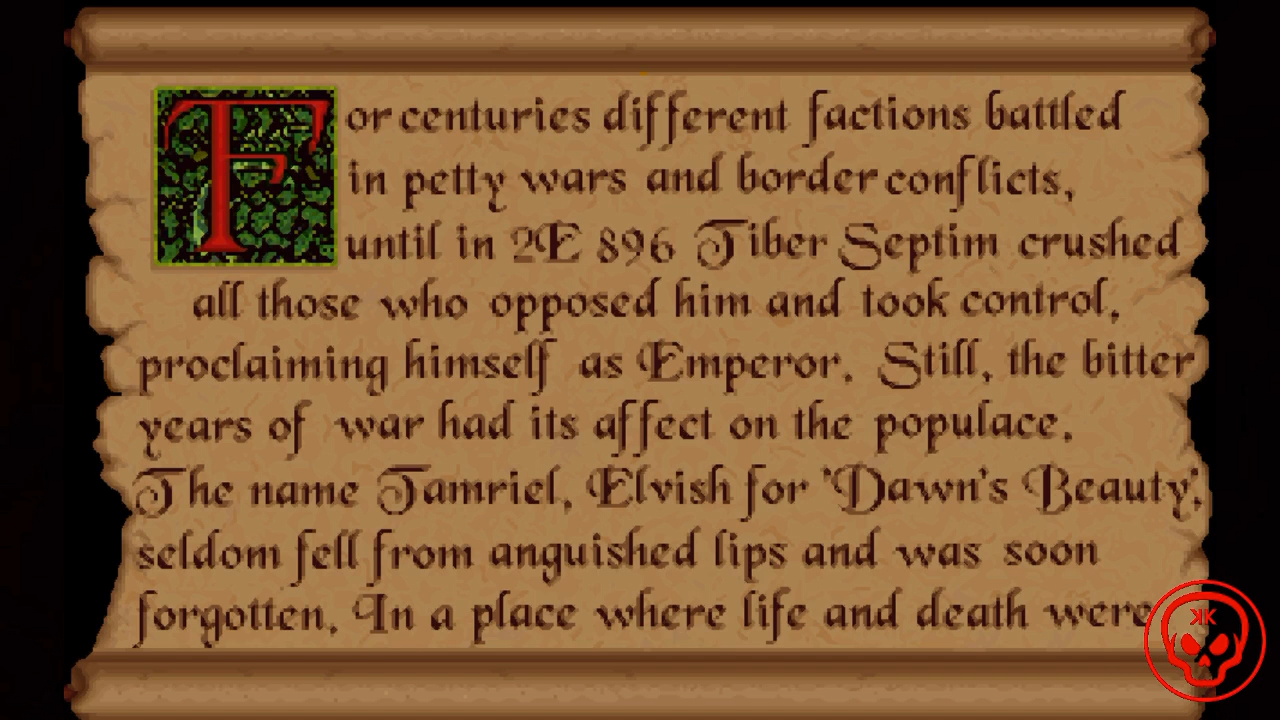 For centuries different factions battled
in petty wars and border conflicts,
until in 2E 896 Tiber Septim crushed
all those who opposed him and took control,
proclaiming himself as Emperor. Still, the bitter
years of war had its affect on the populace.
The name Tamriel, Elvish for 'Dawn's Beauty',
seldom fell from anguished lips and was soon
forgotten. In a place where life and death were
KK